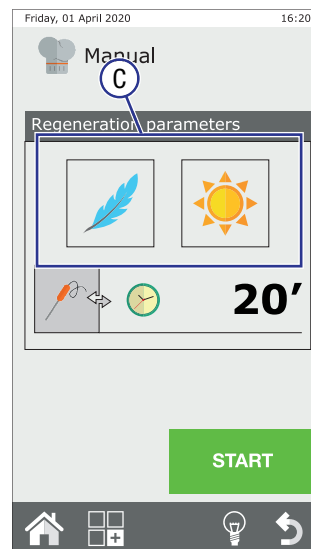 Friday, 01 April 2020 16:20
Manual
C
Regeneration parameters
20′
START